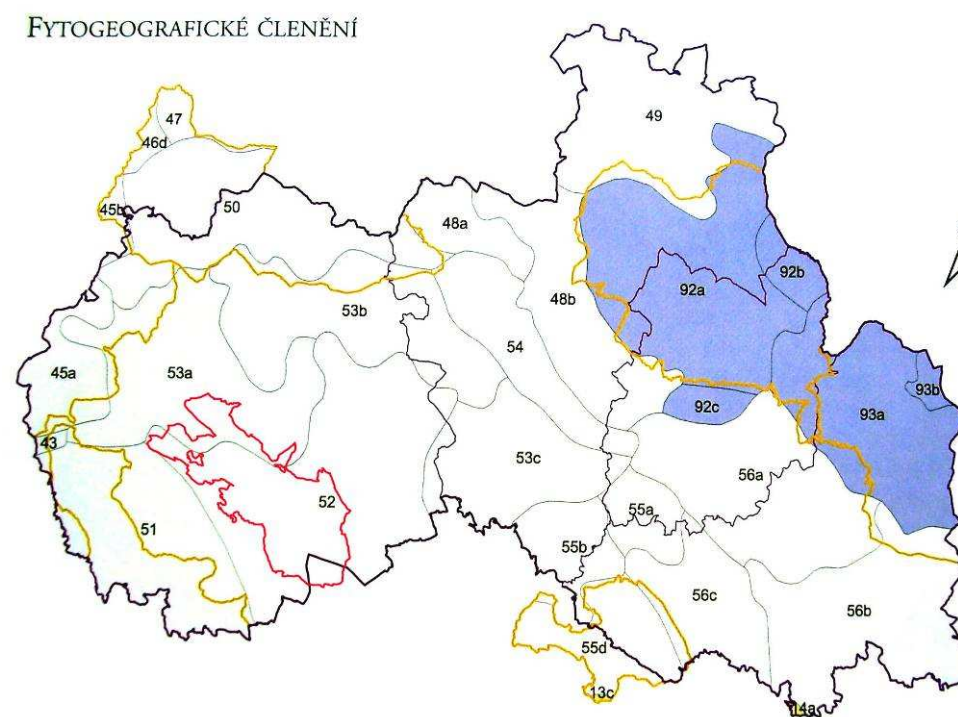 FYTOGEOGRAFICKÉ ČLENĚNÍ
47
49
46d
45b
50
48a
92b
92a
53b
48b
54
45a
53a
93b
93a
92c
43
53c
56a
52
55a
51
55b
56c
56b
55d
13c
14a